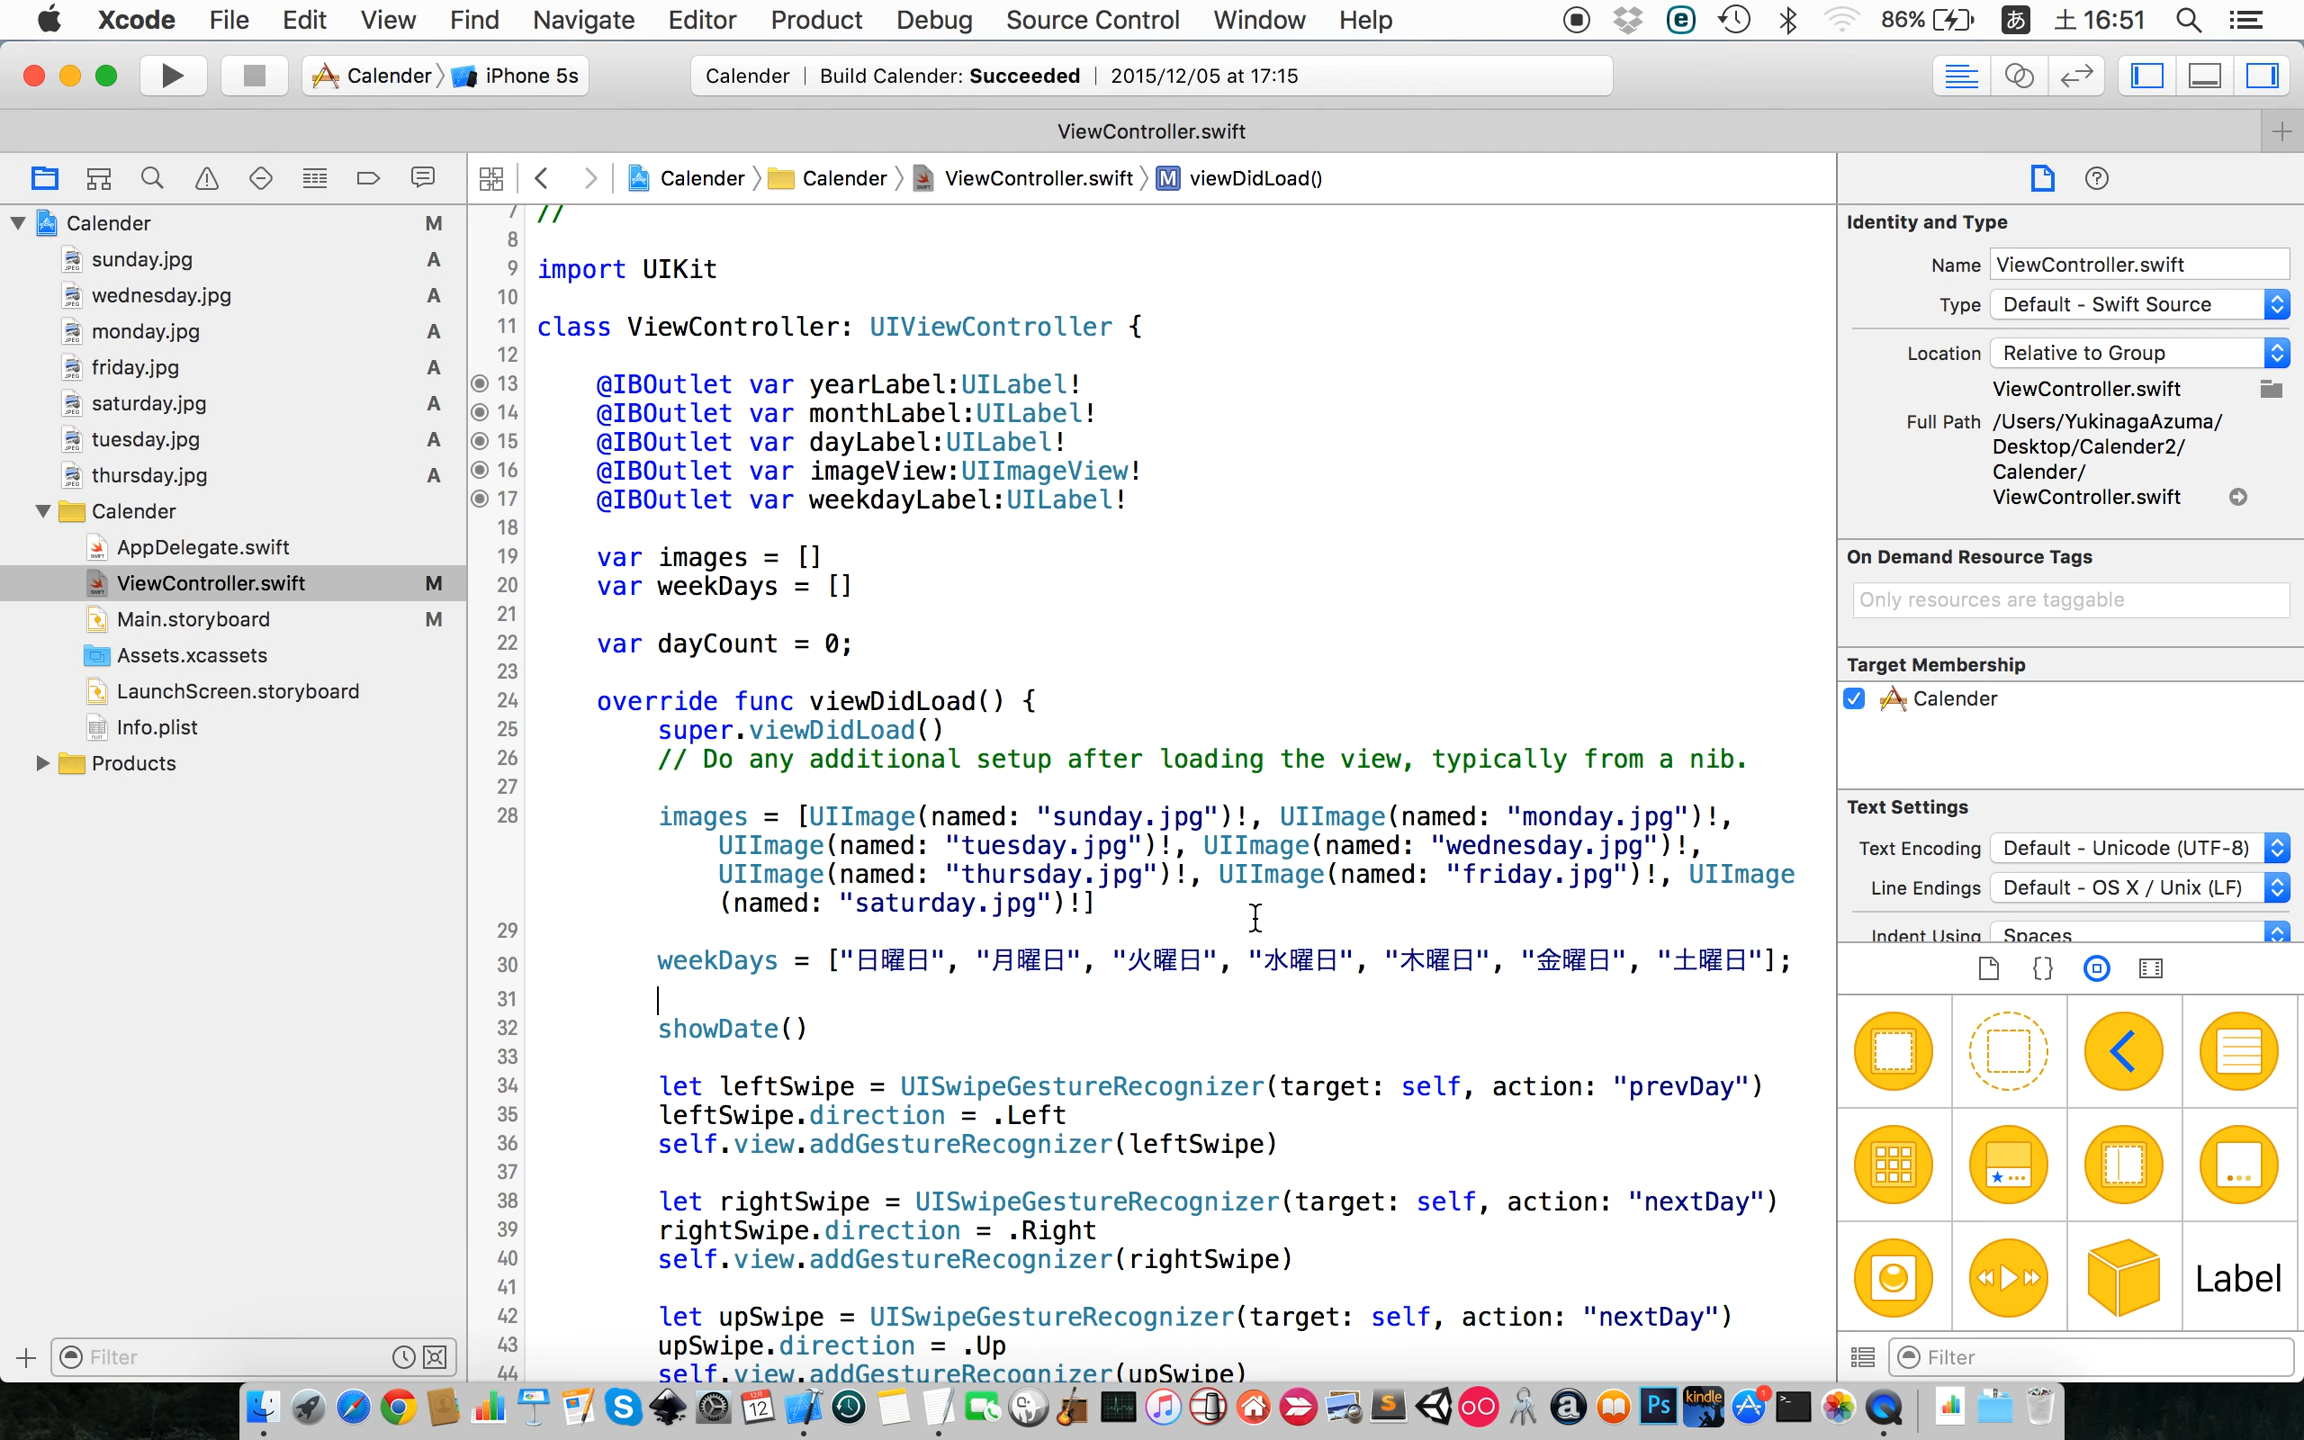 Xcode File Edit View Find Navigate Editor Product Debug Source Control Window Help 86% あ 土 16:51
Calender iPhone 5s Calender | Build Calender: Succeeded | 2015/12/05 at 17:15
ViewController.swift
Calender Calender ViewController.swift M viewDidLoad()
Calender M
sunday.jpg A
wednesday.jpg A
monday.jpg A
friday.jpg A
saturday.jpg A
tuesday.jpg A
thursday.jpg A
Calender
AppDelegate.swift
ViewController.swift M
Main.storyboard M
Assets.xcassets
LaunchScreen.storyboard
Info.plist
Products
Filter
7 //
8
9 import UIKit
10
11 class ViewController: UIViewController {
12
13 @IBOutlet var yearLabel:UILabel!
14 @IBOutlet var monthLabel:UILabel!
15 @IBOutlet var dayLabel:UILabel!
16 @IBOutlet var imageView:UIImageView!
17 @IBOutlet var weekdayLabel:UILabel!
18
19 var images = []
20 var weekDays = []
21
22 var dayCount = 0;
23
24 override func viewDidLoad() {
25 super.viewDidLoad()
26 // Do any additional setup after loading the view, typically from a nib.
27
28 images = [UIImage(named: "sunday.jpg")!, UIImage(named: "monday.jpg")!,
UIImage(named: "tuesday.jpg")!, UIImage(named: "wednesday.jpg")!,
UIImage(named: "thursday.jpg")!, UIImage(named: "friday.jpg")!, UIImage
(named: "saturday.jpg")!]
29
30 weekDays = ["日曜日", "月曜日", "火曜日", "水曜日", "木曜日", "金曜日", "土曜日"];
31
32 showDate()
33
34 let leftSwipe = UISwipeGestureRecognizer(target: self, action: "prevDay")
35 leftSwipe.direction = .Left
36 self.view.addGestureRecognizer(leftSwipe)
37
38 let rightSwipe = UISwipeGestureRecognizer(target: self, action: "nextDay")
39 rightSwipe.direction = .Right
40 self.view.addGestureRecognizer(rightSwipe)
41
42 let upSwipe = UISwipeGestureRecognizer(target: self, action: "nextDay")
43 upSwipe.direction = .Up
44 self.view.addGestureRecognizer(upSwipe)
Identity and Type
Name ViewController.swift
Type Default - Swift Source
Location Relative to Group
ViewController.swift
Full Path /Users/YukinagaAzuma/
Desktop/Calender2/
Calender/
ViewController.swift
On Demand Resource Tags
Only resources are taggable
Target Membership
Calender
Text Settings
Text Encoding Default - Unicode (UTF-8)
Line Endings Default - OS X / Unix (LF)
Indent Using Spaces
{}
Label
Filter
12
Ps
kindle
1